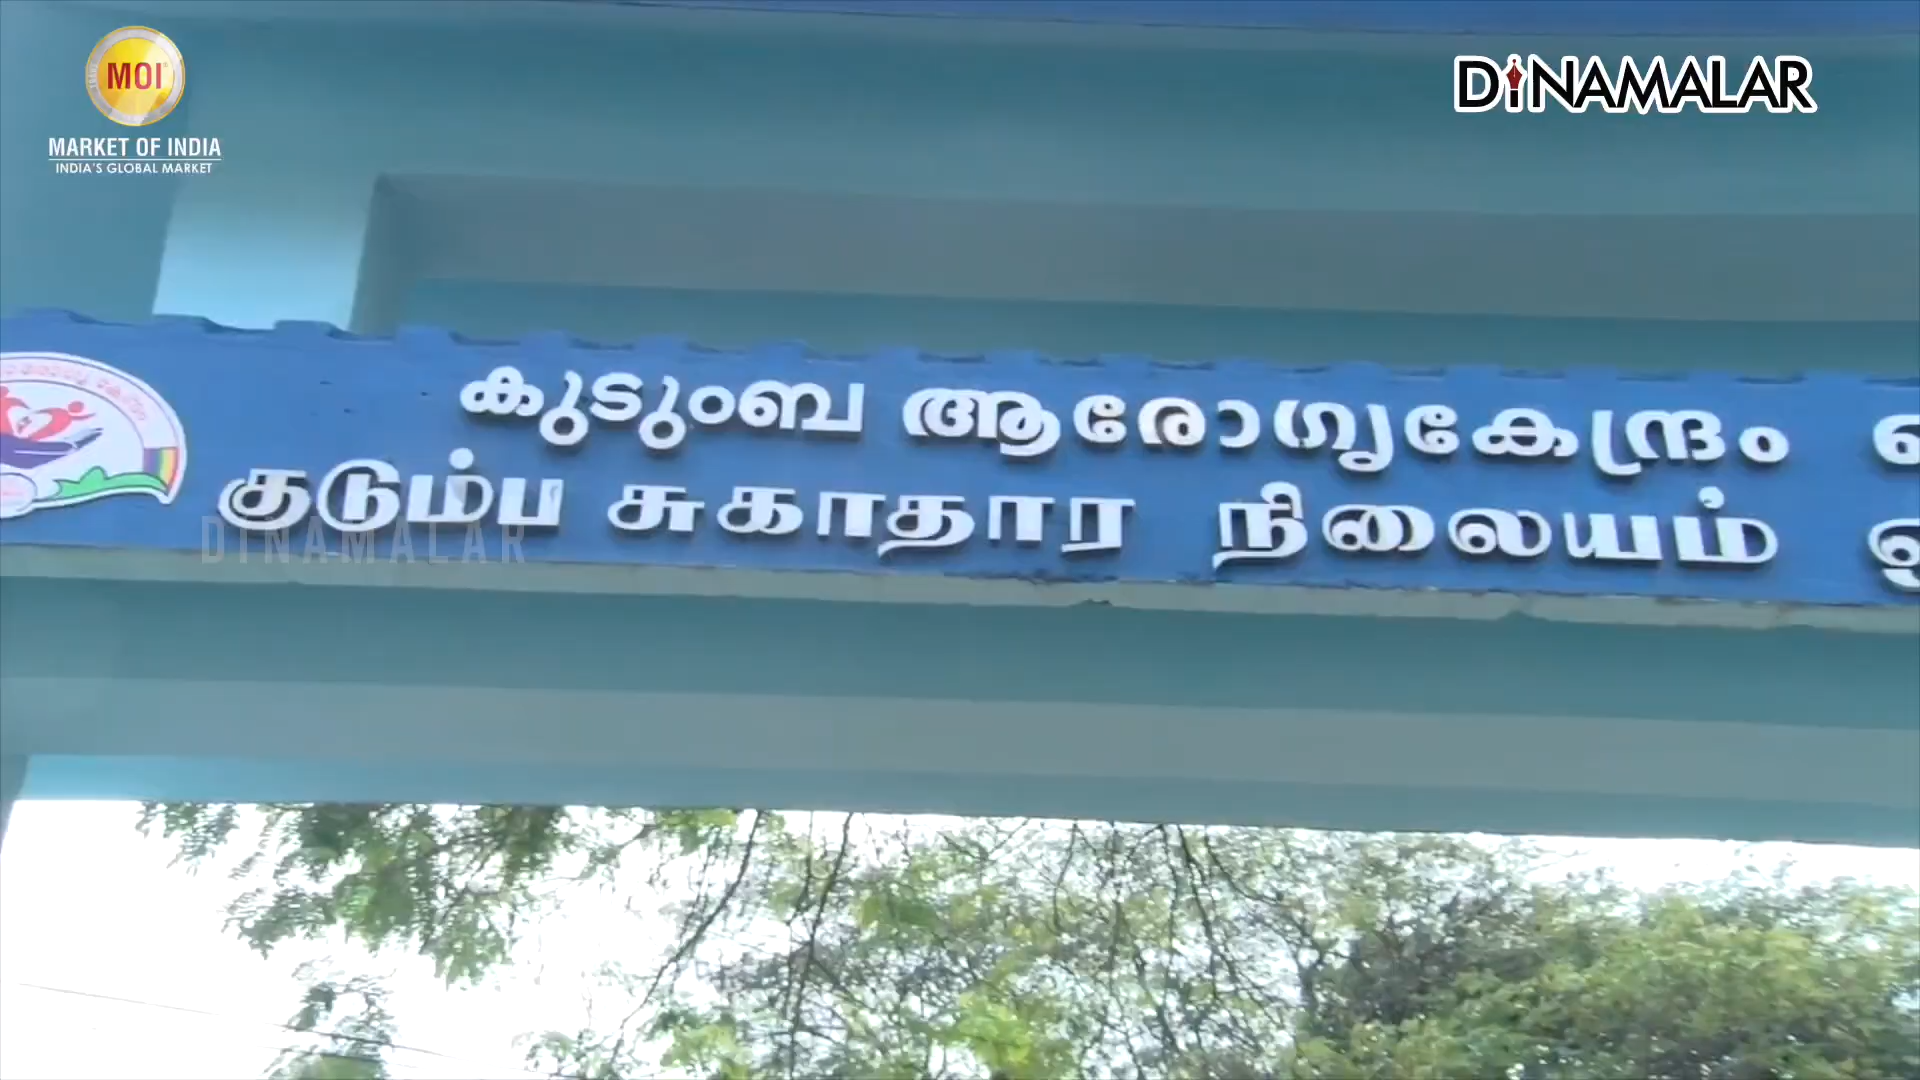 MOI
MARKET OF INDIA
INDIA'S GLOBAL MARKET
DINAMALAR
കുടുംബ ആരോഗ്യകേന്ദ്രം
குடும்ப சுகாதார நிலையம்
DINAMALAR